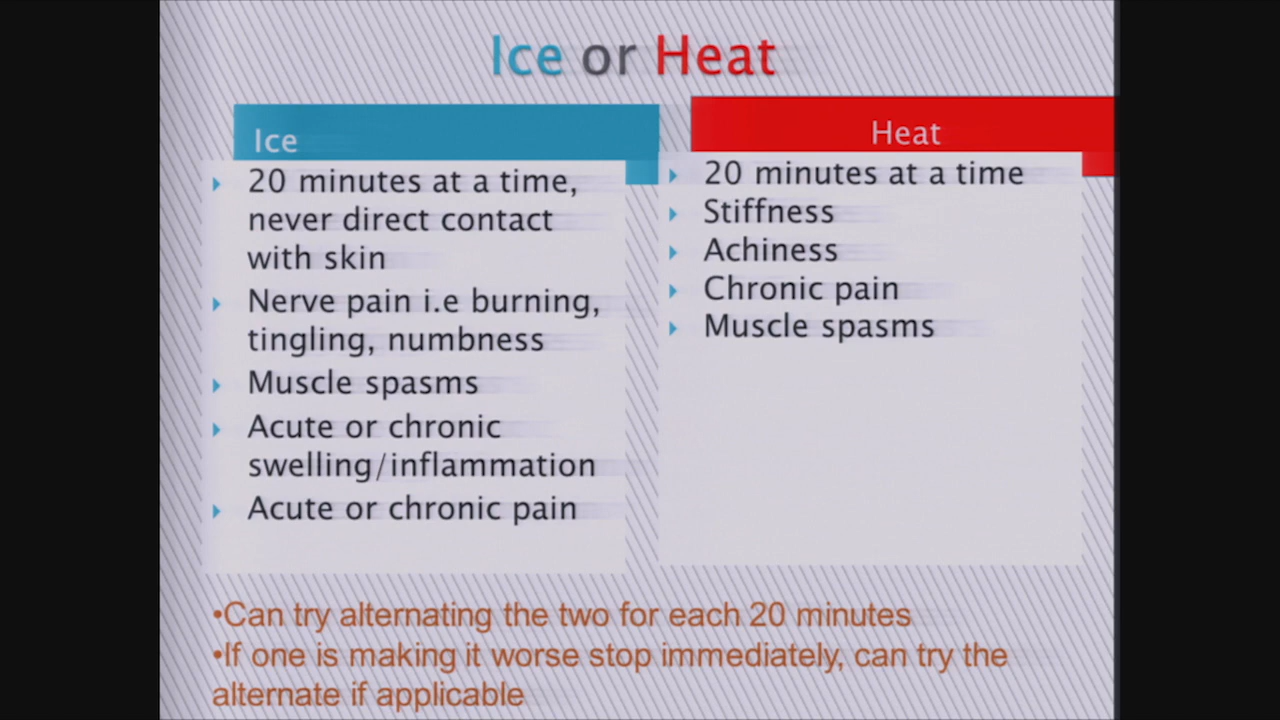 Ice or Heat
Ice
20 minutes at a time,
never direct contact
with skin
Nerve pain i.e burning,
tingling, numbness
Muscle spasms
Acute or chronic
swelling/inflammation
Acute or chronic pain
Heat
20 minutes at a time
Stiffness
Achiness
Chronic pain
Muscle spasms
•Can try alternating the two for each 20 minutes
•If one is making it worse stop immediately, can try the
alternate if applicable